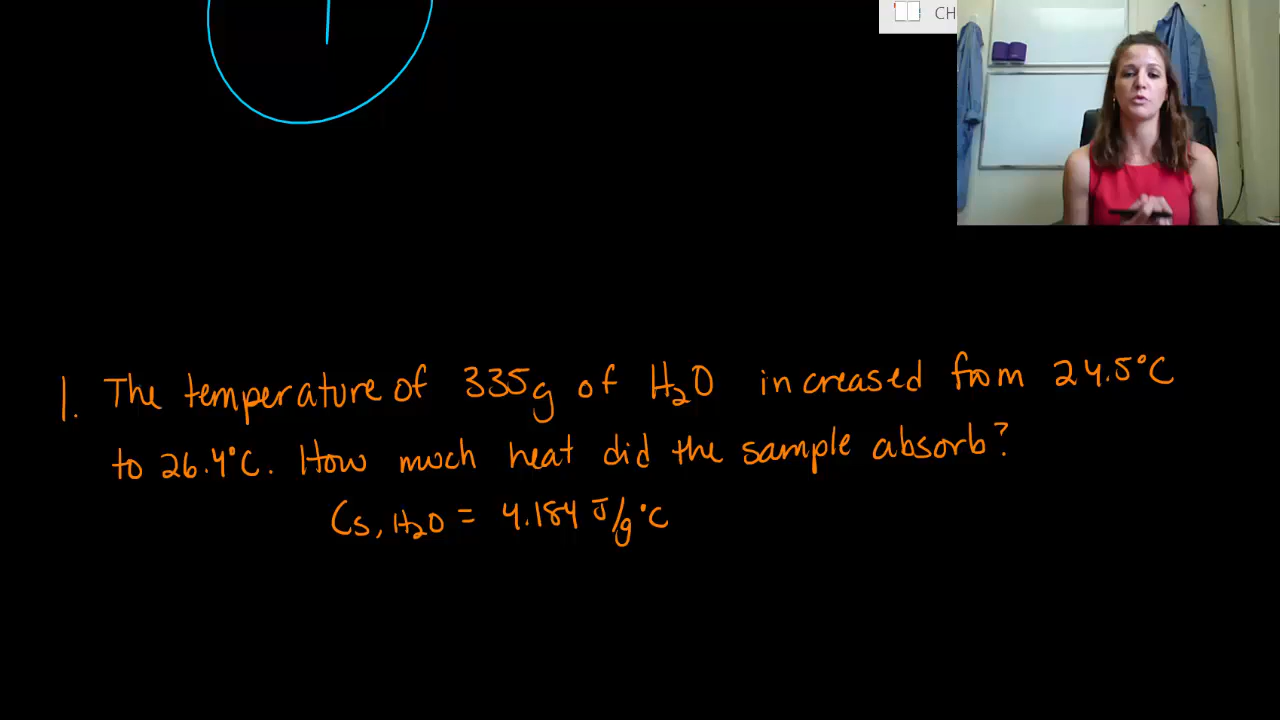 CH
1. The temperature of 335g of H₂O increased from 24.5°C
to 26.4°C. How much heat did the sample absorb?
Cs, H₂O = 4.184 J/g°C